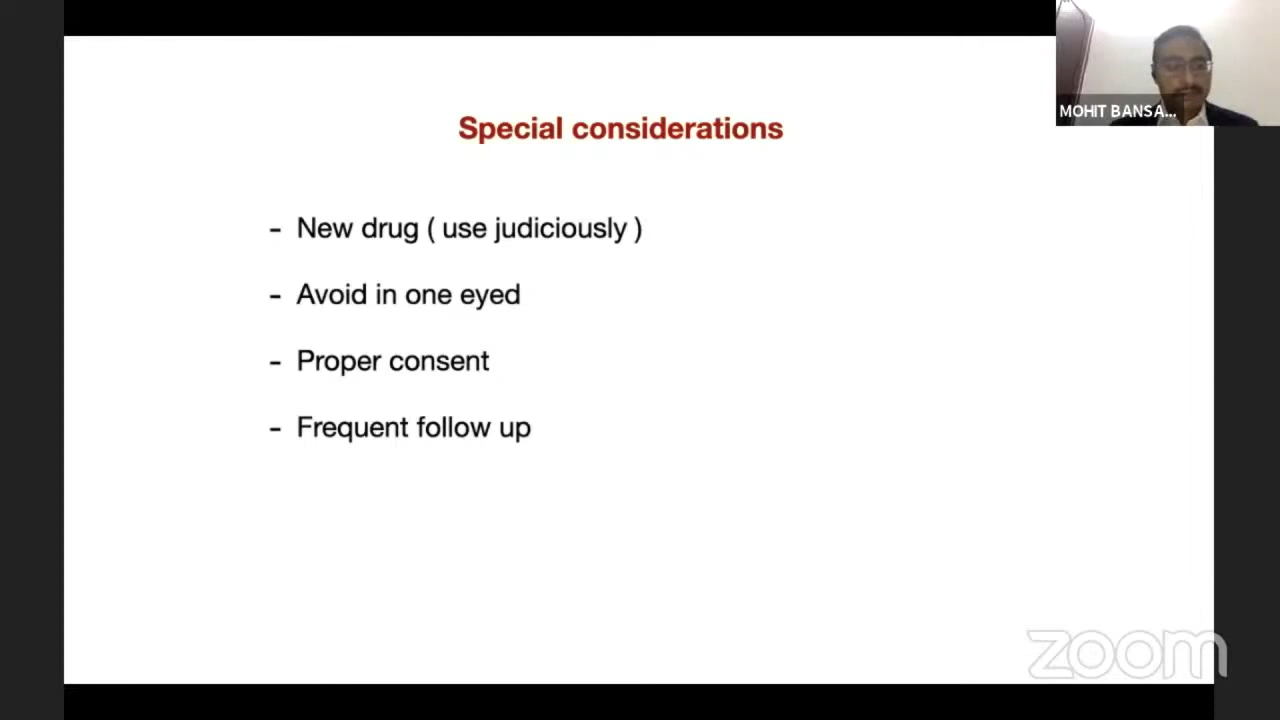 Special considerations
MOHIT BANSA...
- New drug ( use judiciously )
- Avoid in one eyed
- Proper consent
- Frequent follow up
zoom